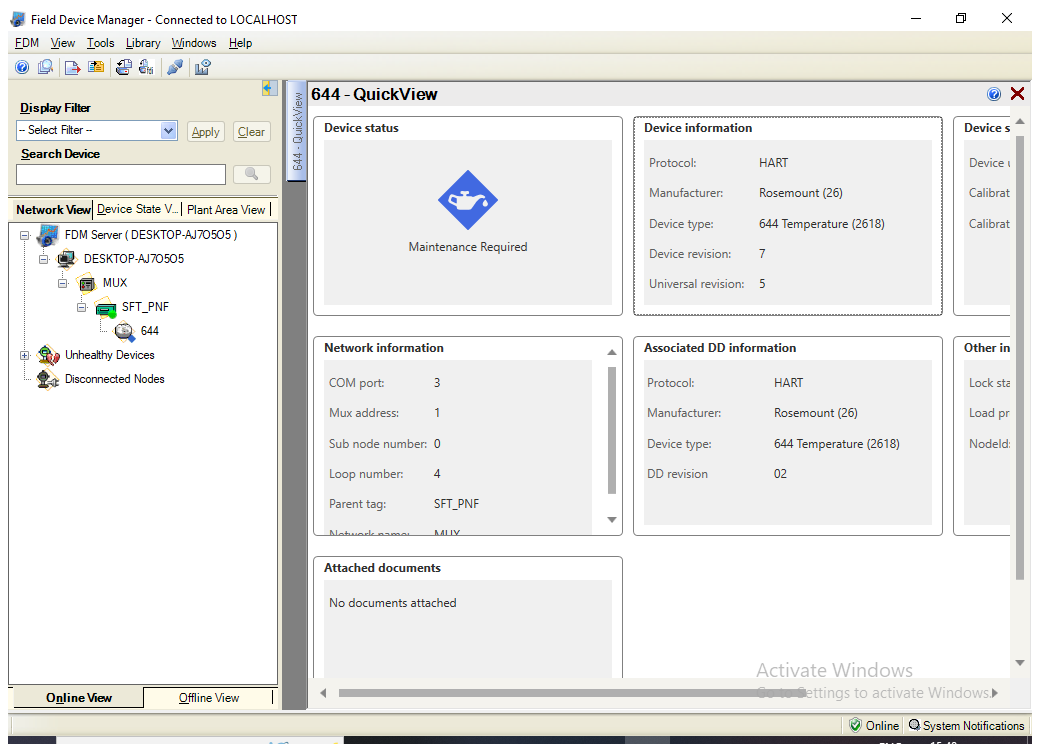 Field Device Manager - Connected to LOCALHOST
FDM View Tools Library Windows Help
Display Filter
-- Select Filter --
Apply
Clear
Search Device
Network View
Device State V...
Plant Area View
FDM Server ( DESKTOP-AJ7O5O5 )
DESKTOP-AJ7O5O5
MUX
SFT_PNF
644
Unhealthy Devices
Disconnected Nodes
Online View
Offline View
644 - QuickView
644 - QuickView
Device status
Maintenance Required
Device information
Protocol: HART
Manufacturer: Rosemount (26)
Device type: 644 Temperature (2618)
Device revision: 7
Universal revision: 5
Device s
Device u
Calibrat
Calibrat
Network information
COM port: 3
Mux address: 1
Sub node number: 0
Loop number: 4
Parent tag: SFT_PNF
Network name: MUX
Associated DD information
Protocol: HART
Manufacturer: Rosemount (26)
Device type: 644 Temperature (2618)
DD revision 02
Other in
Lock sta
Load pr
NodeId:
Attached documents
No documents attached
Activate Windows
Go to Settings to activate Windows.
Online
System Notifications